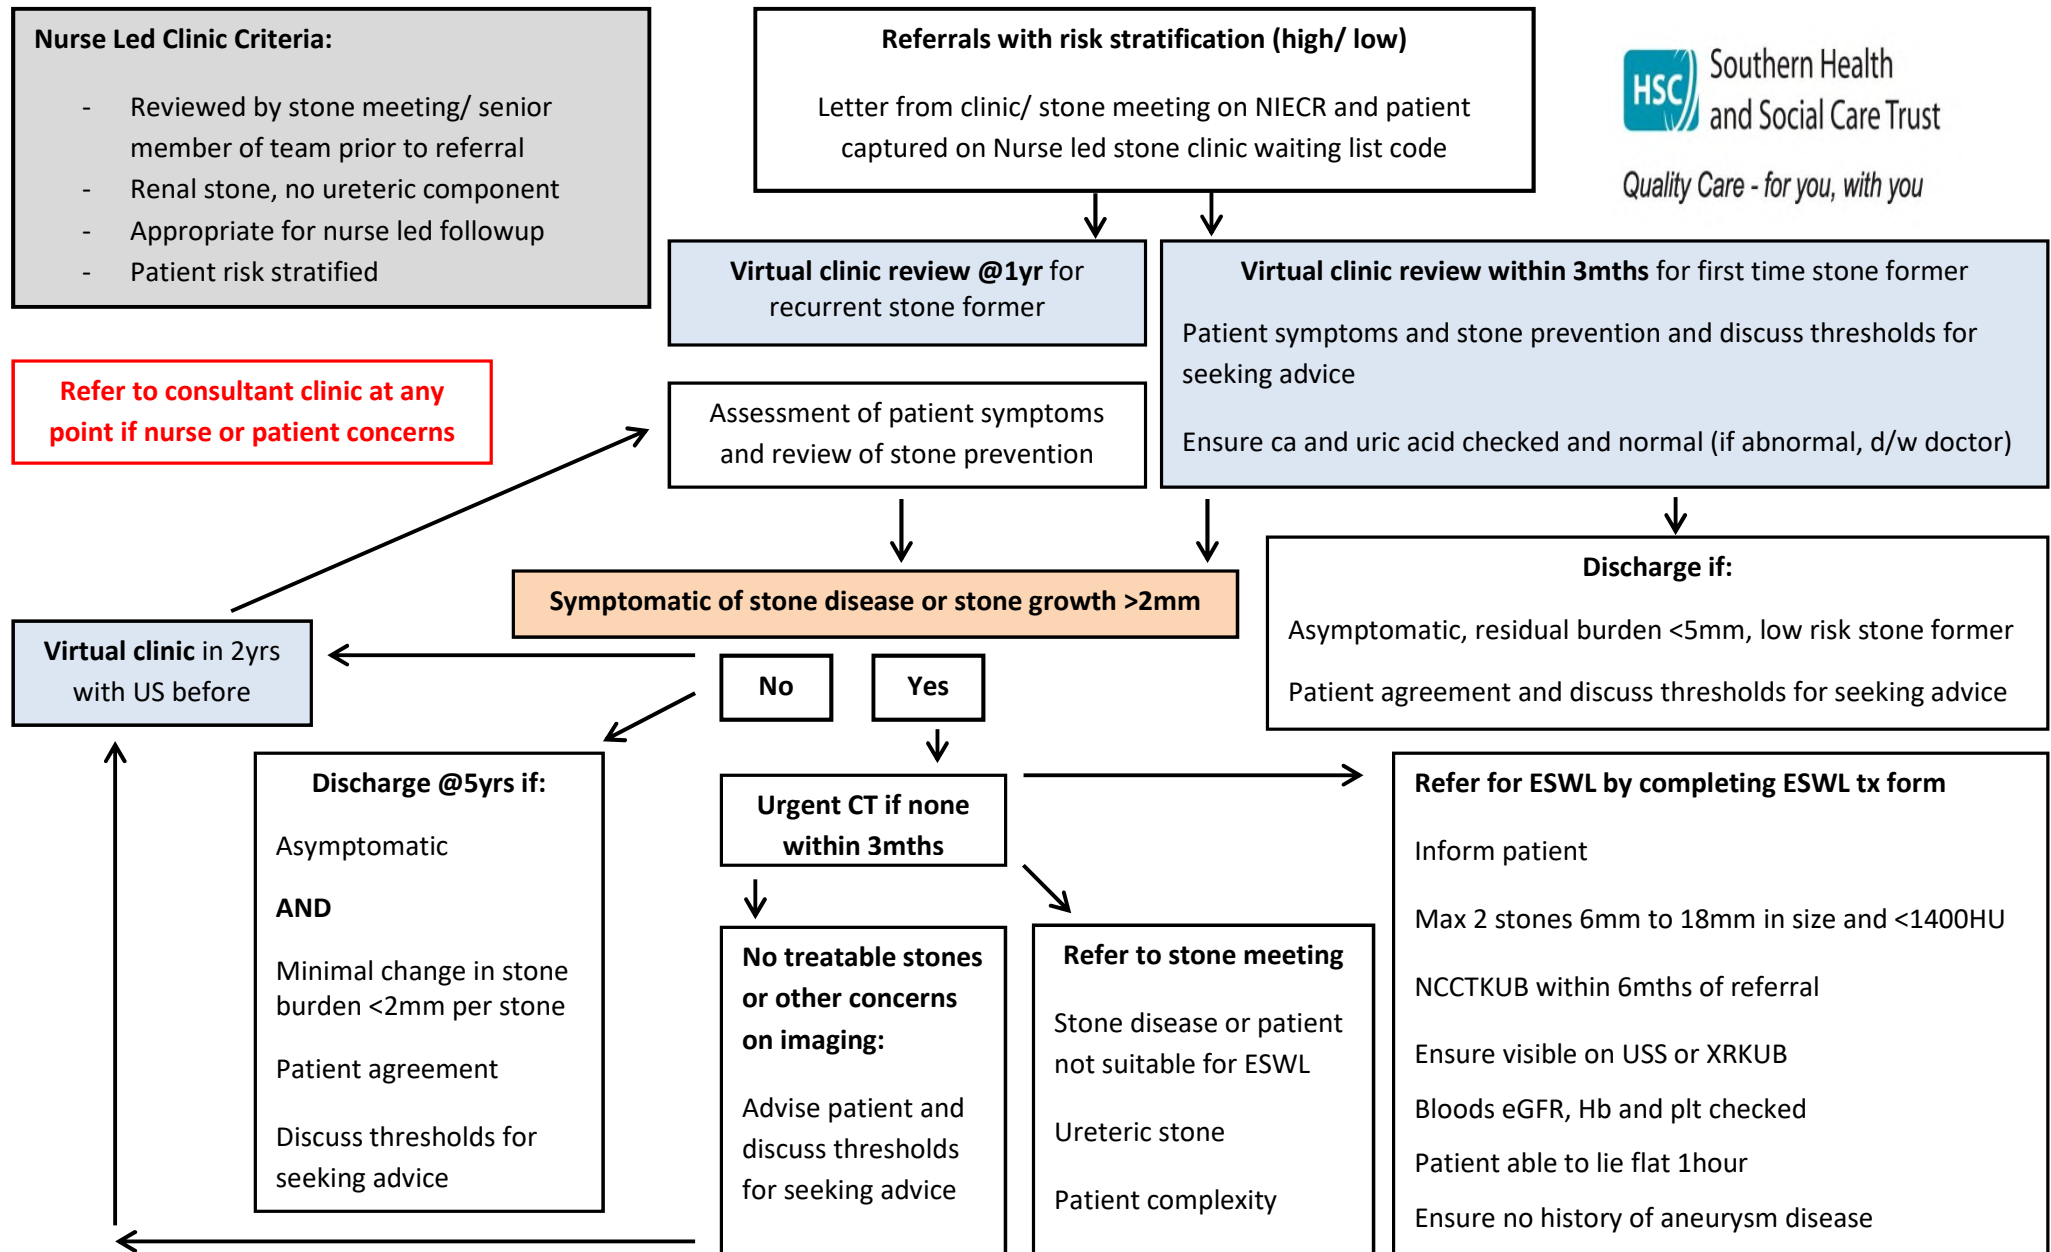 Nurse Led Clinic Criteria:
- Reviewed by stone meeting/ senior
member of team prior to referral
- Renal stone, no ureteric component
- Appropriate for nurse led followup
- Patient risk stratified
Referrals with risk stratification (high/ low)
Letter from clinic/ stone meeting on NIECR and patient
captured on Nurse led stone clinic waiting list code
HSC
Southern Health
and Social Care Trust
Quality Care - for you, with you
Virtual clinic review @1yr for
recurrent stone former
Virtual clinic review within 3mths for first time stone former
Patient symptoms and stone prevention and discuss thresholds for
seeking advice
Ensure ca and uric acid checked and normal (if abnormal, d/w doctor)
Refer to consultant clinic at any
point if nurse or patient concerns
Assessment of patient symptoms
and review of stone prevention
Symptomatic of stone disease or stone growth >2mm
Discharge if:
Asymptomatic, residual burden <5mm, low risk stone former
Patient agreement and discuss thresholds for seeking advice
Virtual clinic in 2yrs
with US before
No
Yes
Discharge @5yrs if:
Asymptomatic
AND
Minimal change in stone
burden <2mm per stone
Patient agreement
Discuss thresholds for
seeking advice
Urgent CT if none
within 3mths
No treatable stones
or other concerns
on imaging:
Advise patient and
discuss thresholds
for seeking advice
Refer to stone meeting
Stone disease or patient
not suitable for ESWL
Ureteric stone
Patient complexity
Refer for ESWL by completing ESWL tx form
Inform patient
Max 2 stones 6mm to 18mm in size and <1400HU
NCCTKUB within 6mths of referral
Ensure visible on USS or XRKUB
Bloods eGFR, Hb and plt checked
Patient able to lie flat 1hour
Ensure no history of aneurysm disease